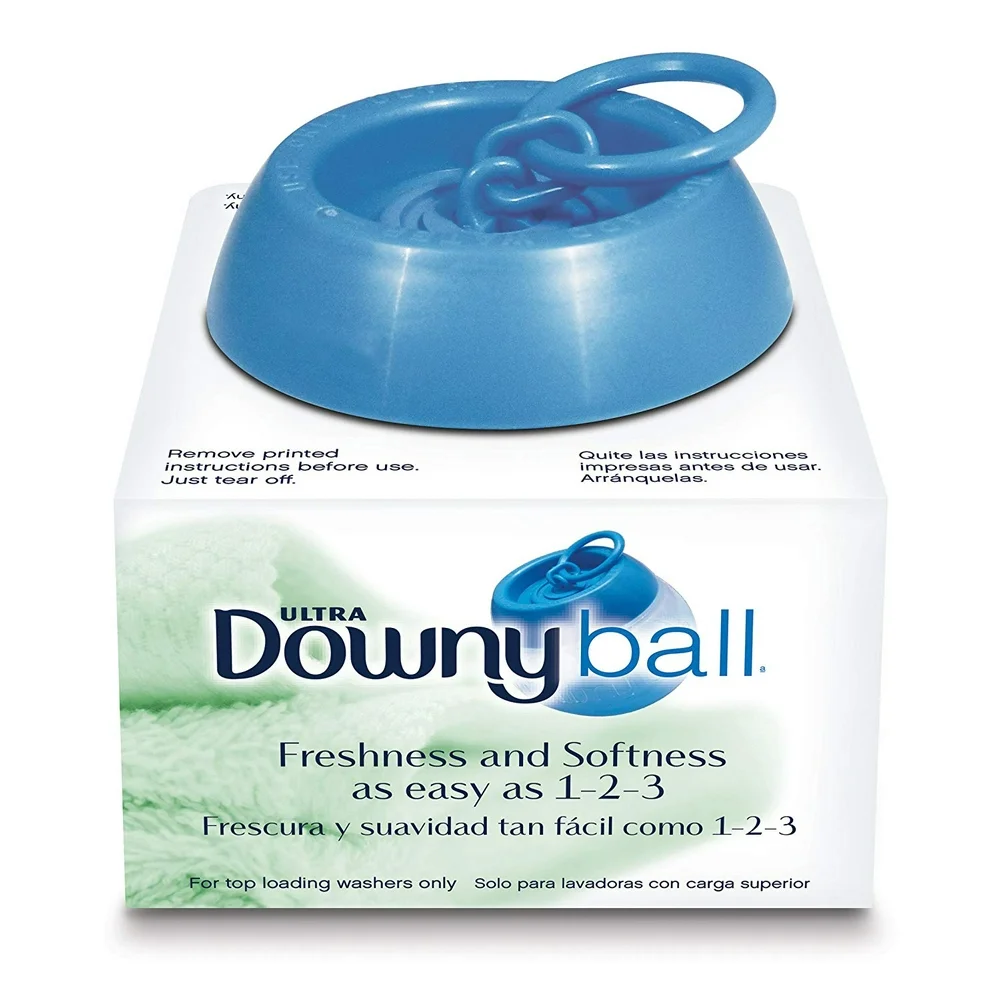 Remove printed
instructions before use.
Just tear off.
Quite las instrucciones
impresas antes de usar.
Arránquelas.
ULTRA
Downy ball
Freshness and Softness
as easy as 1-2-3
Frescura y suavidad tan fácil como 1-2-3
For top loading washers only
Solo para lavadoras con carga superior